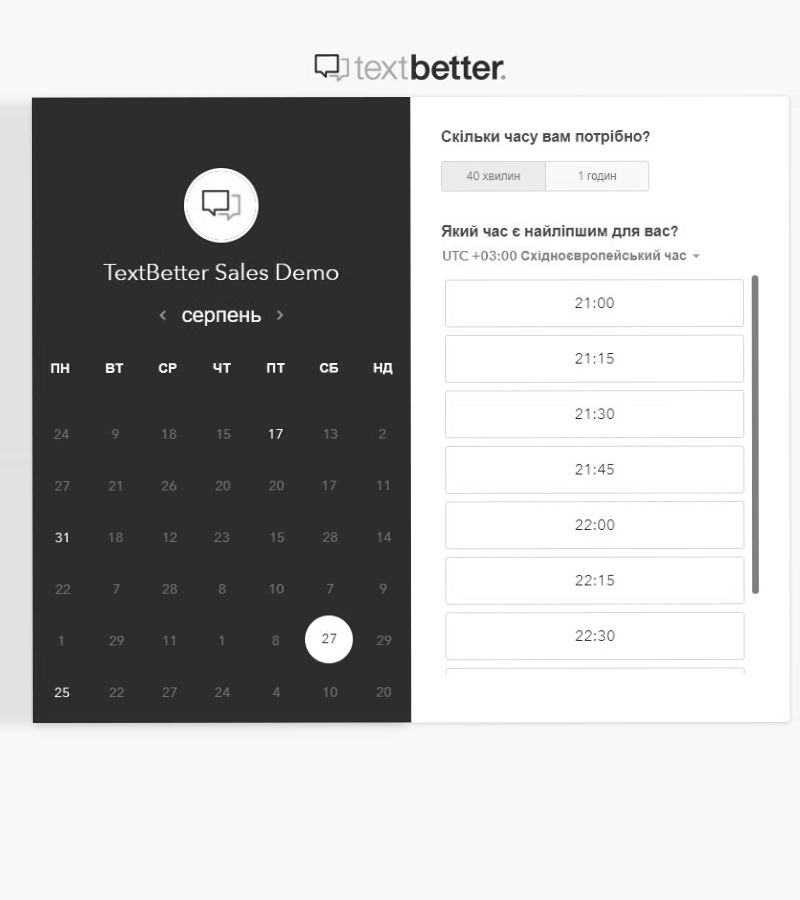 textbetter.
TextBetter Sales Demo
серпень
ПН ВТ СР ЧТ ПТ СБ НД
24 9 18 15 17 13 2
27 21 26 20 20 17 11
31 18 12 23 15 28 14
22 7 28 8 10 7 9
1 29 11 1 8 27 29
25 22 27 24 4 10 20
Скільки часу вам потрібно?
40 хвилин 1 годин
Який час є найліпшим для вас?
UTC +03:00 Східноєвропейський час
21:00
21:15
21:30
21:45
22:00
22:15
22:30